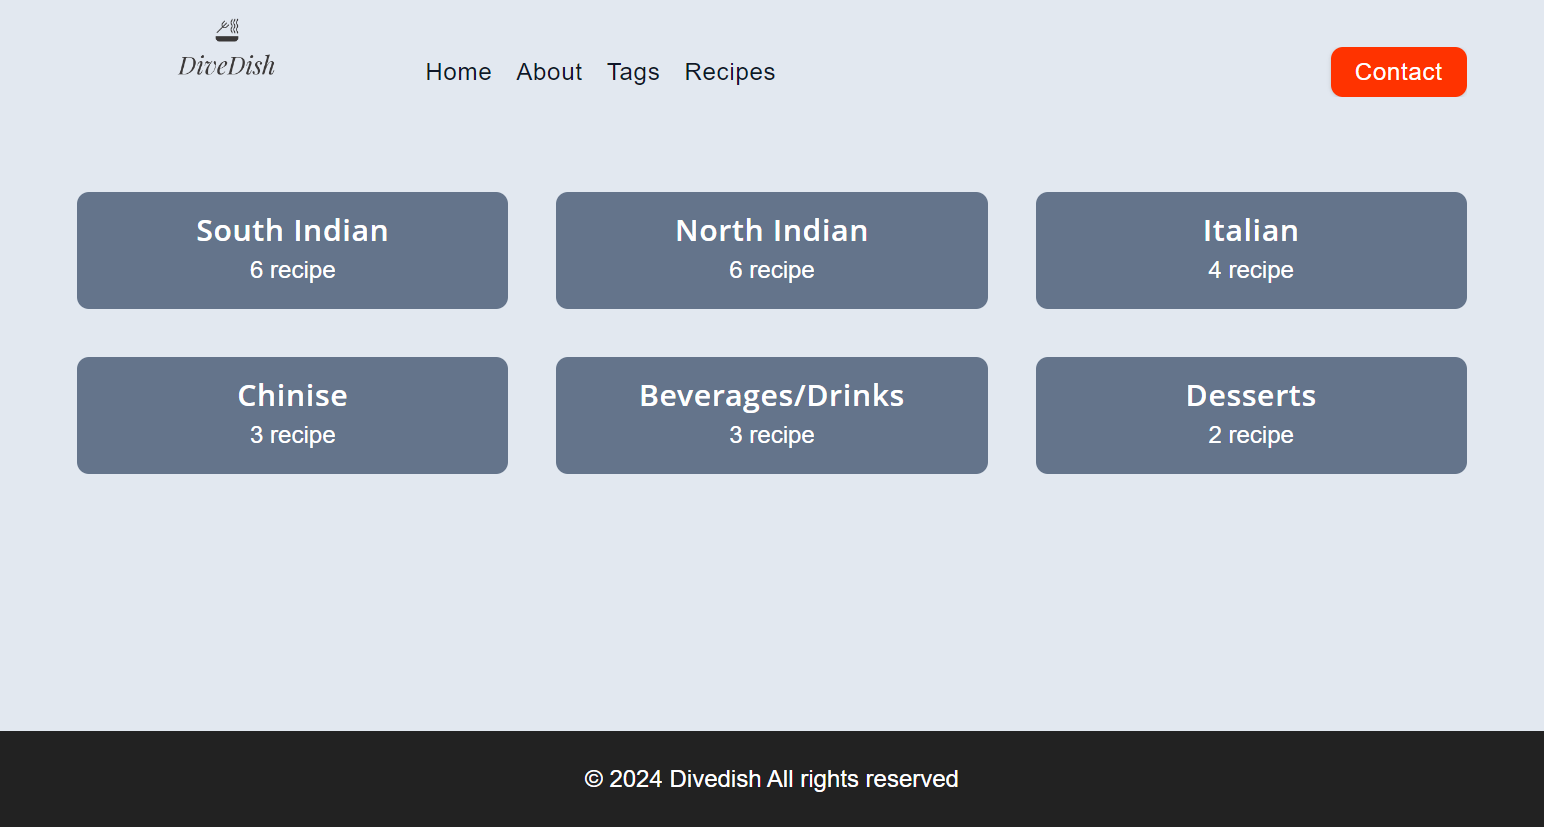 DiveDish
Home About Tags Recipes
Contact
South Indian
6 recipe
North Indian
6 recipe
Italian
4 recipe
Chinise
3 recipe
Beverages/Drinks
3 recipe
Desserts
2 recipe
© 2024 Divedish All rights reserved